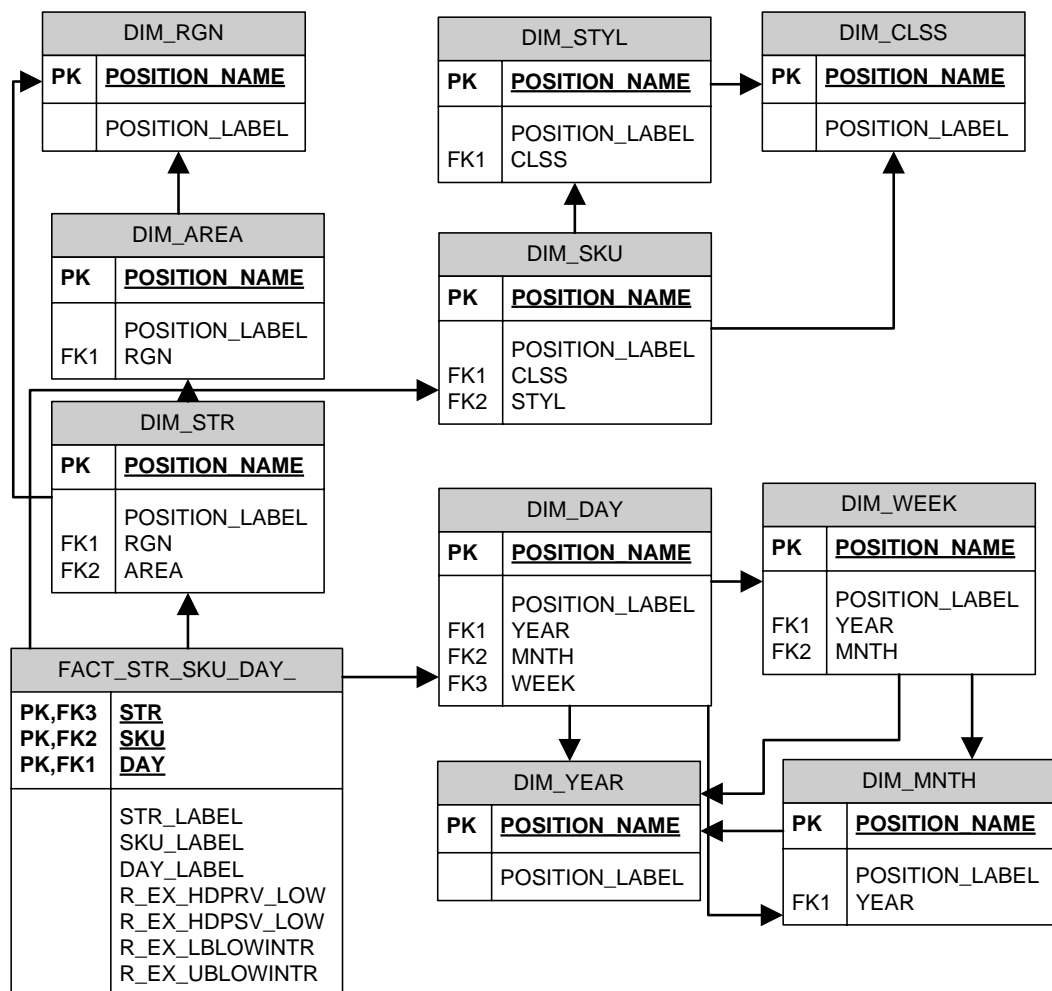 DIM_RGN
PK POSITION_NAME
POSITION_LABEL
DIM_STYL
PK POSITION_NAME
POSITION_LABEL
FK1 CLSS
DIM_CLSS
PK POSITION_NAME
POSITION_LABEL
DIM_AREA
PK POSITION_NAME
POSITION_LABEL
FK1 RGN
DIM_SKU
PK POSITION_NAME
POSITION_LABEL
FK1 CLSS
FK2 STYL
DIM_STR
PK POSITION_NAME
POSITION_LABEL
FK1 RGN
FK2 AREA
DIM_DAY
PK POSITION_NAME
POSITION_LABEL
FK1 YEAR
FK2 MNTH
FK3 WEEK
DIM_WEEK
PK POSITION_NAME
POSITION_LABEL
FK1 YEAR
FK2 MNTH
FACT_STR_SKU_DAY_
PK,FK3 STR
PK,FK2 SKU
PK,FK1 DAY
STR_LABEL
SKU_LABEL
DAY_LABEL
R_EX_HDPRV_LOW
R_EX_HDPSV_LOW
R_EX_LBLOWINTR
R_EX_UBLOWINTR
DIM_YEAR
PK POSITION_NAME
POSITION_LABEL
DIM_MNTH
PK POSITION_NAME
POSITION_LABEL
FK1 YEAR